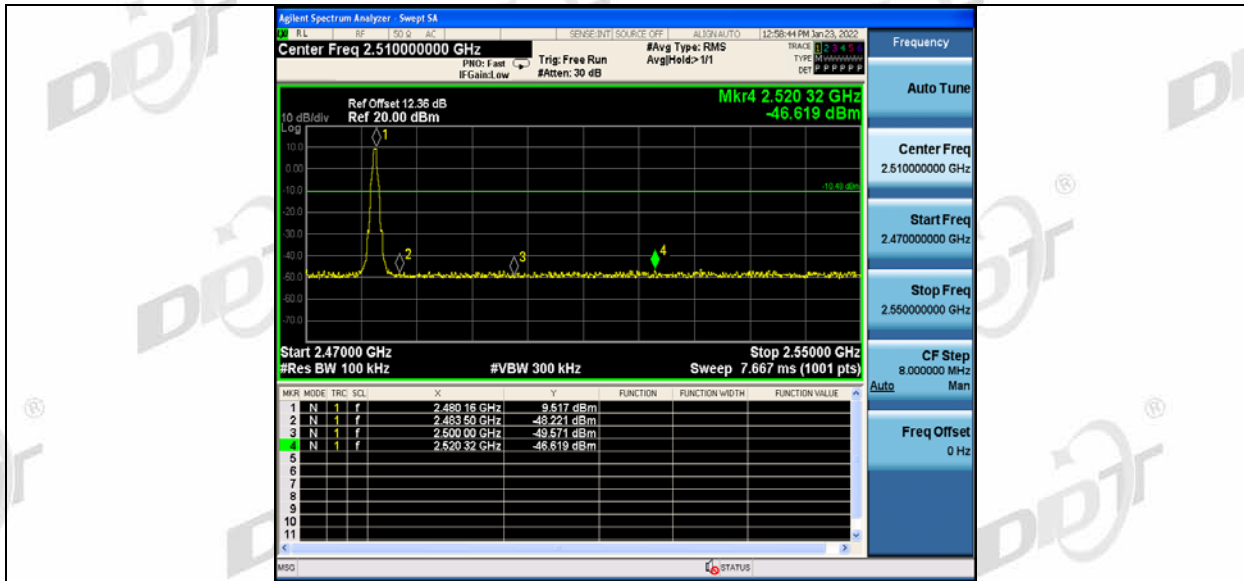 Agilent Spectrum Analyzer - Swept SA
RL RF 50 Ω AC SENSE:INT SOURCE OFF ALIGN AUTO 12:58:44 PM Jan 23, 2022
Center Freq 2.510000000 GHz
#Avg Type: RMS
TRACE 1 2 3 4 5 6
PNO: Fast
Trig: Free Run
Avg|Hold:>1/1
TYPE M
IFGain:Low
#Atten: 30 dB
DET P P P P P P
Frequency
Auto Tune
Center Freq
2.510000000 GHz
Start Freq
2.470000000 GHz
Stop Freq
2.550000000 GHz
CF Step
8.000000 MHz
Auto Man
Freq Offset
0 Hz
Mkr4 2.520 32 GHz
-46.619 dBm
Ref Offset 12.36 dB
10 dB/div Ref 20.00 dBm
Log
10.0
0.00
-10.0
-20.0
-30.0
-40.0
-50.0
-60.0
-70.0
1
2
3
4
Start 2.47000 GHz Stop 2.55000 GHz
#Res BW 100 kHz #VBW 300 kHz Sweep 7.667 ms (1001 pts)
MKR MODE TRC SCL X Y FUNCTION FUNCTION WIDTH FUNCTION VALUE
1 N 1 f 2.480 16 GHz 9.517 dBm
2 N 1 f 2.483 50 GHz -48.221 dBm
3 N 1 f 2.500 00 GHz -49.571 dBm
4 N 1 f 2.520 32 GHz -46.619 dBm
5
6
7
8
9
10
11
MSG STATUS